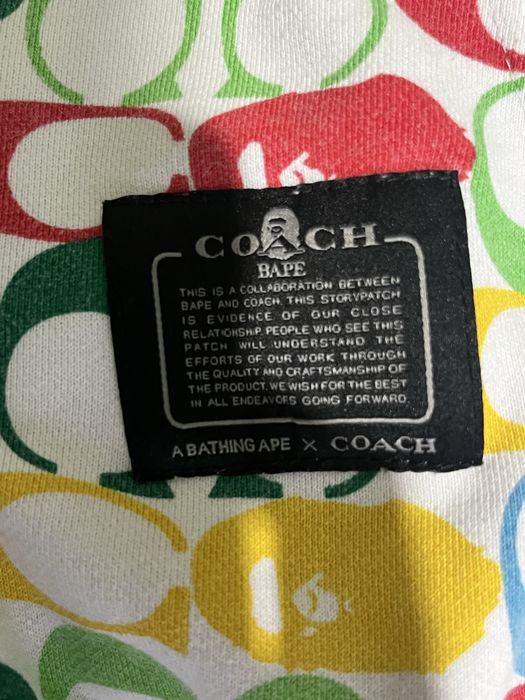 COACH
BAPE
THIS IS A COLLABORATION BETWEEN
BAPE AND COACH. THIS STORYPATCH
IS EVIDENCE OF OUR CLOSE
RELATIONSHIP. PEOPLE WHO SEE THIS
PATCH WILL UNDERSTAND THE
EFFORTS OF OUR WORK THROUGH
THE QUALITY AND CRAFTSMANSHIP OF
THE PRODUCT. WE WISH FOR THE BEST
IN ALL ENDEAVORS GOING FORWARD.
A BATHING APE × COACH